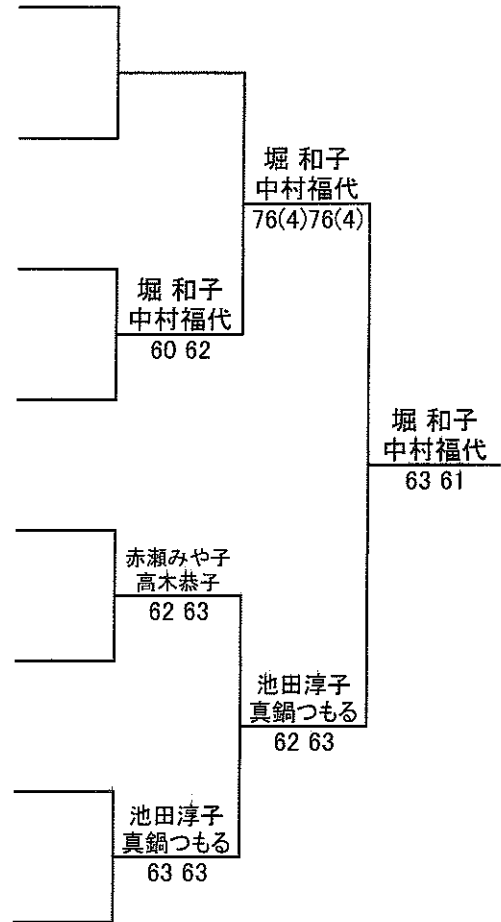 堀 和子
中村福代
76(4)76(4)
堀 和子
中村福代
60 62
堀 和子
中村福代
63 61
赤瀬みや子
高木恭子
62 63
池田淳子
真鍋つもる
62 63
池田淳子
真鍋つもる
63 63